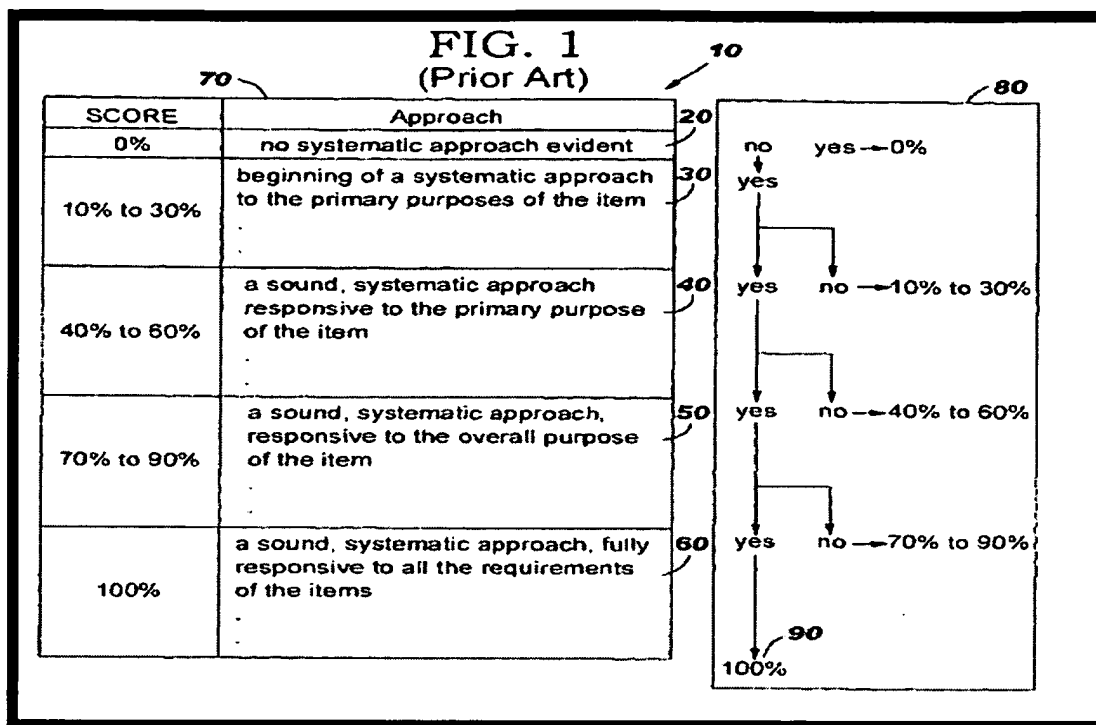 FIG. 1
(Prior Art)
10
70
80
SCORE Approach
20
0% no systematic approach evident
30
10% to 30%
beginning of a systematic approach
to the primary purposes of the item
.
.
40
40% to 60%
a sound, systematic approach
responsive to the primary purpose
of the item
.
.
50
70% to 90%
a sound, systematic approach,
responsive to the overall purpose
of the item
.
.
60
100%
a sound, systematic approach, fully
responsive to all the requirements
of the items
.
.
no yes 0%
yes
yes no 10% to 30%
yes no 40% to 60%
yes no 70% to 90%
90
100%